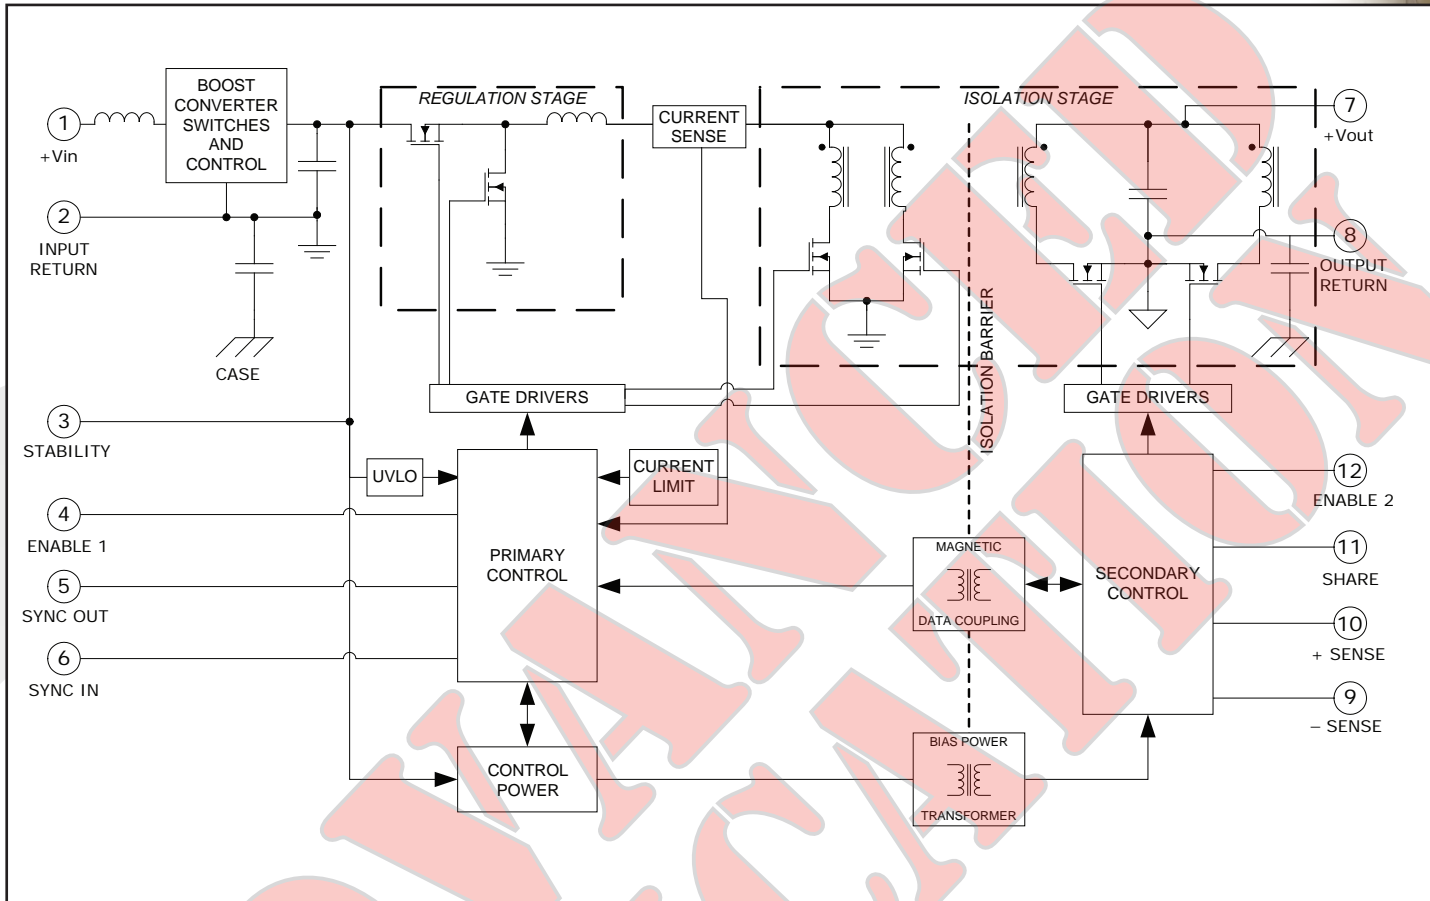 REGULATION STAGE
ISOLATION STAGE
BOOST
CONVERTER
SWITCHES
AND
CONTROL
CURRENT
SENSE
1
+Vin
7
+Vout
2
INPUT
RETURN
8
OUTPUT
RETURN
CASE
ISOLATION BARRIER
GATE DRIVERS
GATE DRIVERS
3
STABILITY
UVLO
CURRENT
LIMIT
4
ENABLE 1
12
ENABLE 2
5
SYNC OUT
PRIMARY
CONTROL
MAGNETIC
DATA COUPLING
SECONDARY
CONTROL
11
SHARE
6
SYNC IN
10
+ SENSE
9
– SENSE
CONTROL
POWER
BIAS POWER
TRANSFORMER